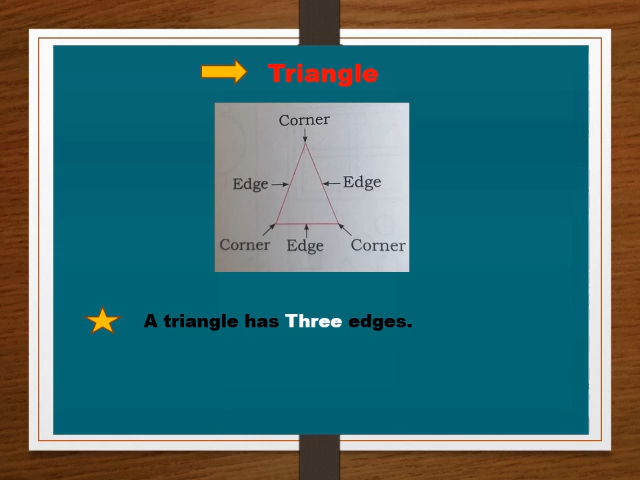 Triangle
Corner
Edge Edge
Corner Edge Corner
A triangle has Three edges.